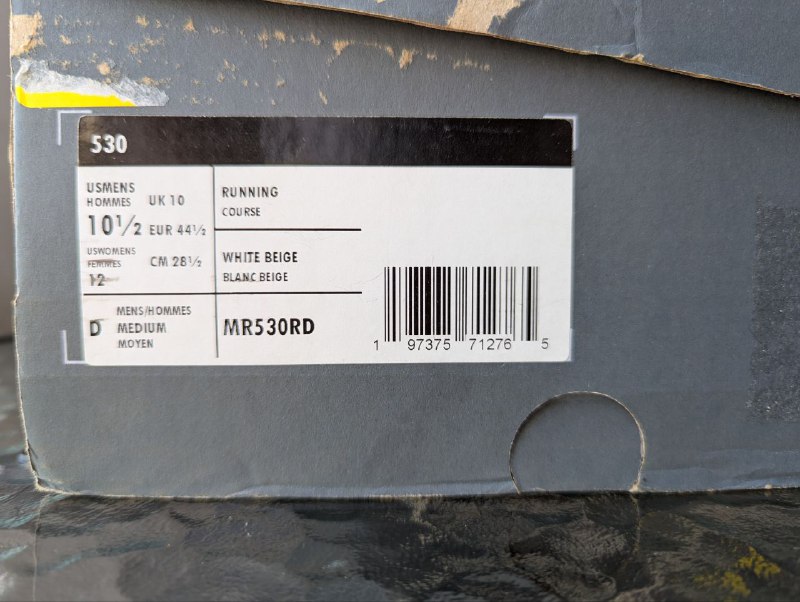 530
USMENS
HOMMES
UK 10
10½
EUR 44½
USWOMENS
FEMMES
CM 28½
12
D
MENS/HOMMES
MEDIUM
MOYEN
RUNNING
COURSE
WHITE BEIGE
BLANC BEIGE
MR530RD
1 97375 71276 5